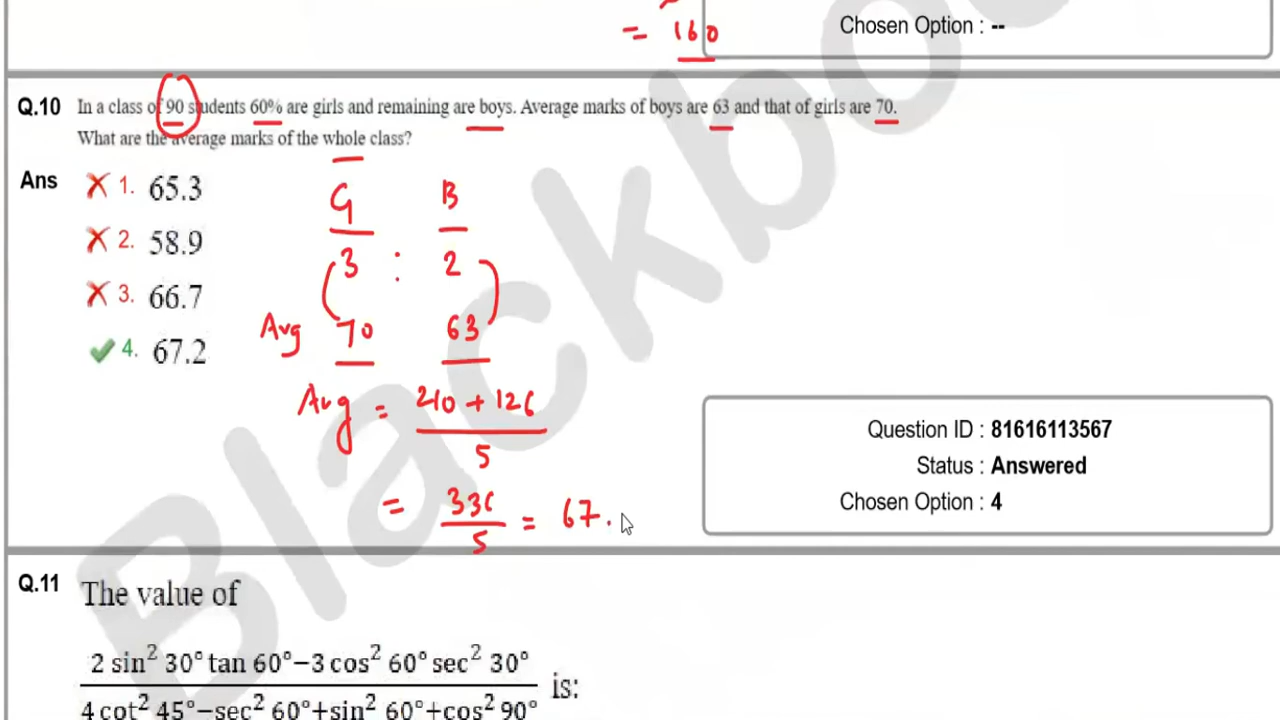 = 160
Chosen Option : --
Q.10 In a class of 90 students 60% are girls and remaining are boys. Average marks of boys are 63 and that of girls are 70.
What are the average marks of the whole class?
Ans
1. 65.3
2. 58.9
3. 66.7
4. 67.2
G B
3 : 2
Avg 70 63
Avg = 210 + 126
5
= 336
5
= 67.
Question ID : 81616113567
Status : Answered
Chosen Option : 4
Q.11 The value of
2 sin² 30° tan 60°−3 cos² 60° sec² 30°
4 cot² 45°−sec² 60°+sin² 60°+cos² 90°
is:
Blackbo